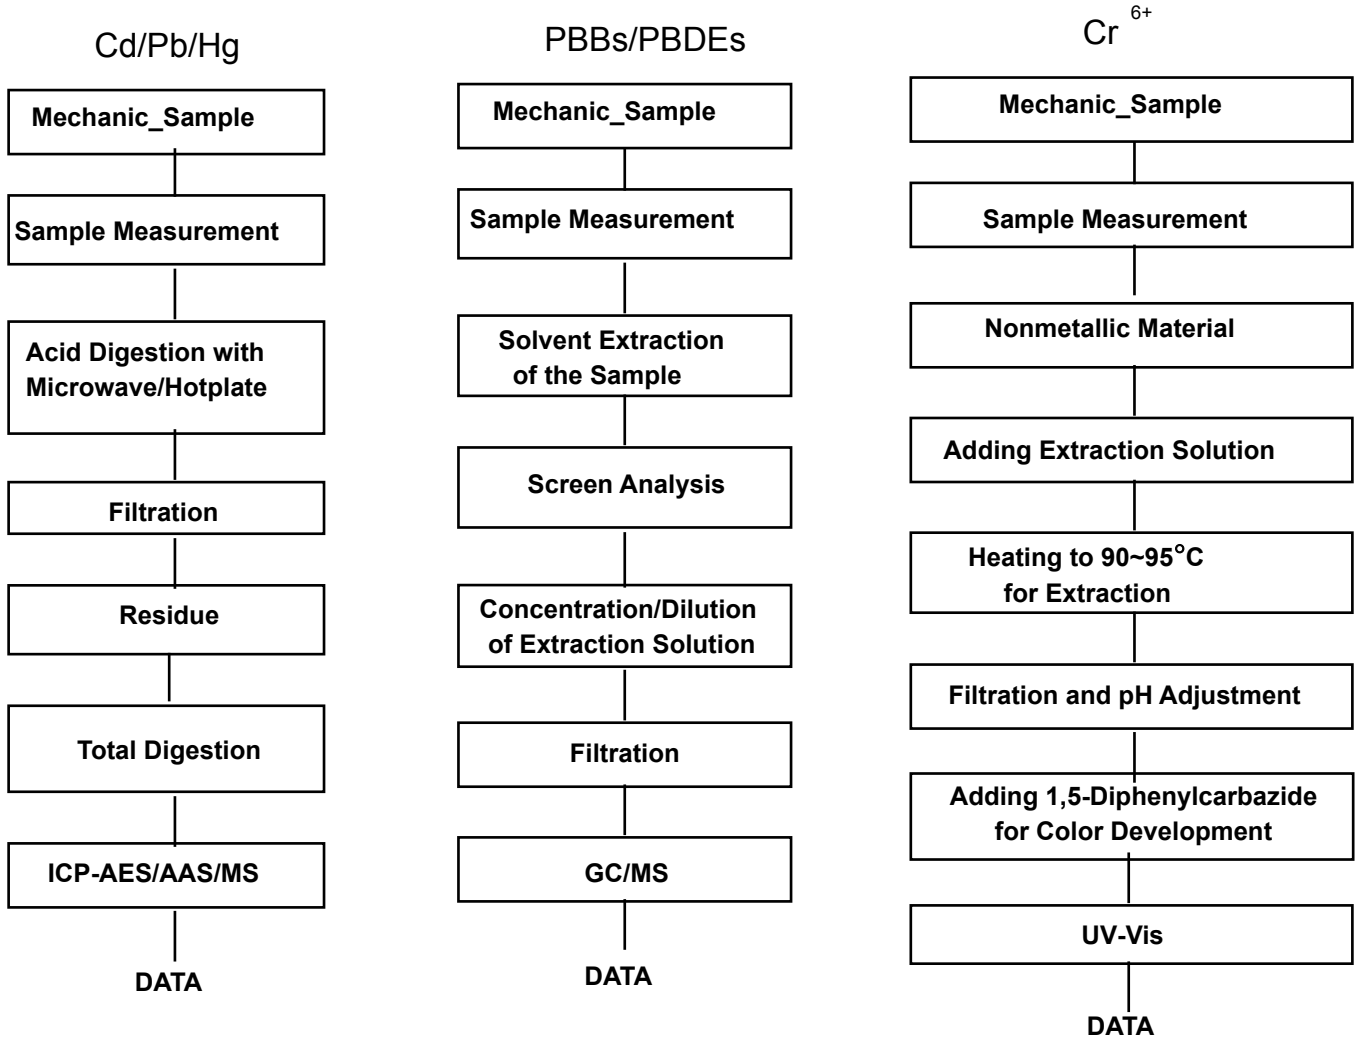 Cd/Pb/Hg
Mechanic_Sample
Sample Measurement
Acid Digestion with
Microwave/Hotplate
Filtration
Residue
Total Digestion
ICP-AES/AAS/MS
DATA
PBBs/PBDEs
Mechanic_Sample
Sample Measurement
Solvent Extraction
of the Sample
Screen Analysis
Concentration/Dilution
of Extraction Solution
Filtration
GC/MS
DATA
Cr 6+
Mechanic_Sample
Sample Measurement
Nonmetallic Material
Adding Extraction Solution
Heating to 90~95°C
for Extraction
Filtration and pH Adjustment
Adding 1,5-Diphenylcarbazide
for Color Development
UV-Vis
DATA